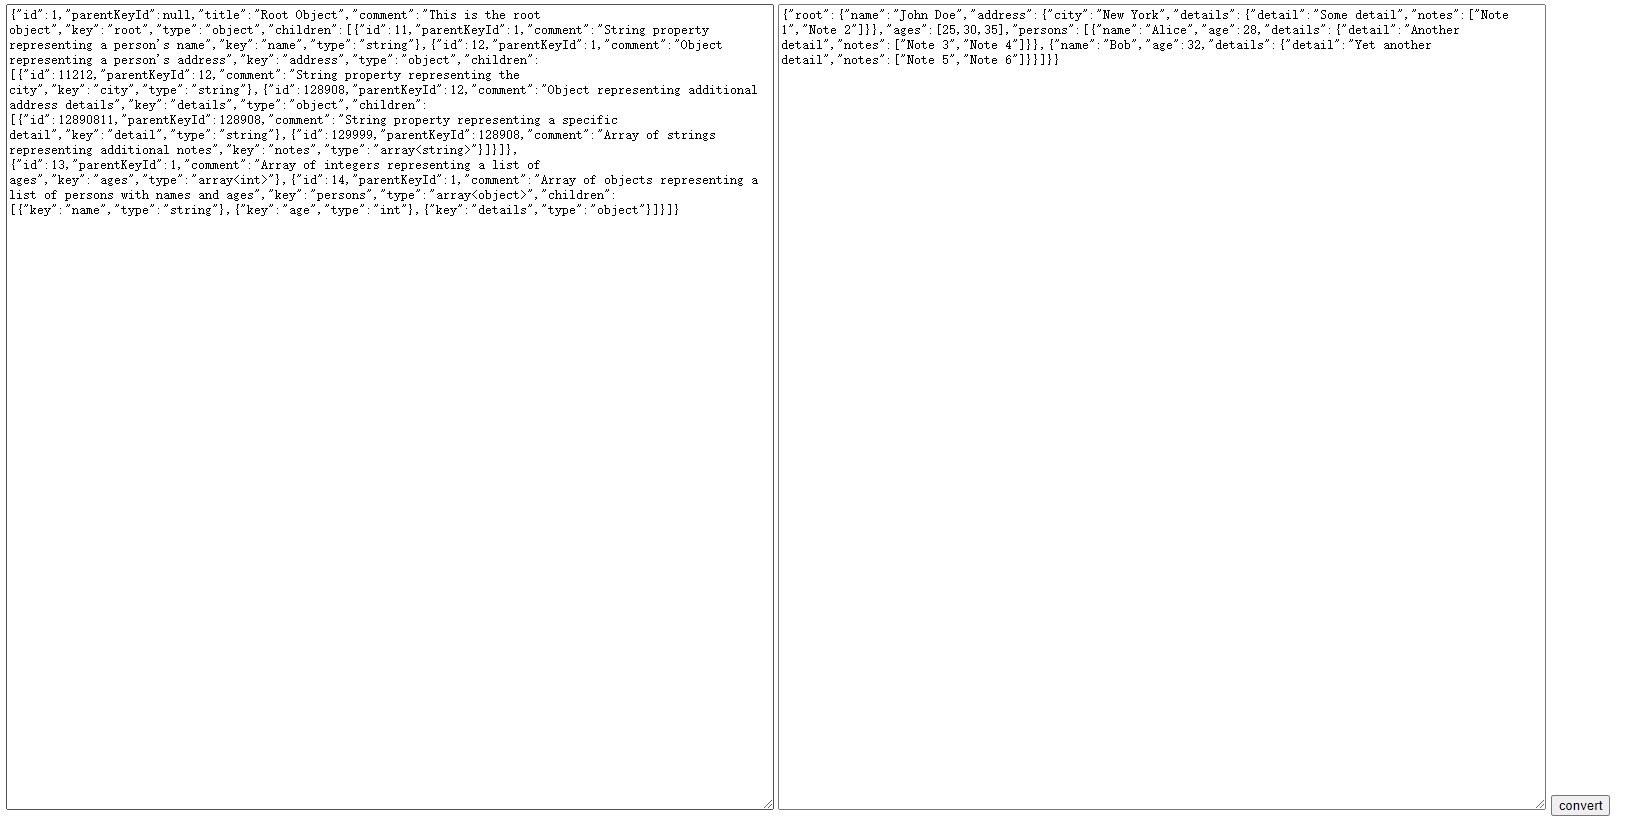 {"id":1,"parentKeyId":null,"title":"Root Object","comment":"This is the root
object","key":"root","type":"object","children":[{"id":11,"parentKeyId":1,"comment":"String property
representing a person's name","key":"name","type":"string"},{"id":12,"parentKeyId":1,"comment":"Object
representing a person's address","key":"address","type":"object","children":
[{"id":11212,"parentKeyId":12,"comment":"String property representing the
city","key":"city","type":"string"},{"id":128908,"parentKeyId":12,"comment":"Object representing additional
address details","key":"details","type":"object","children":
[{"id":12890811,"parentKeyId":128908,"comment":"String property representing a specific
detail","key":"detail","type":"string"},{"id":129999,"parentKeyId":128908,"comment":"Array of strings
representing additional notes","key":"notes","type":"array<string>"}]}]},
{"id":13,"parentKeyId":1,"comment":"Array of integers representing a list of
ages","key":"ages","type":"array<int>"},{"id":14,"parentKeyId":1,"comment":"Array of objects representing a
list of persons with names and ages","key":"persons","type":"array<object>","children":
[{"key":"name","type":"string"},{"key":"age","type":"int"},{"key":"details","type":"object"}]}]}
{"root":{"name":"John Doe","address":{"city":"New York","details":{"detail":"Some detail","notes":["Note
1","Note 2"]}},"ages":[25,30,35],"persons":[{"name":"Alice","age":28,"details":{"detail":"Another
detail","notes":["Note 3","Note 4"]}},{"name":"Bob","age":32,"details":{"detail":"Yet another
detail","notes":["Note 5","Note 6"]}}]}}
convert